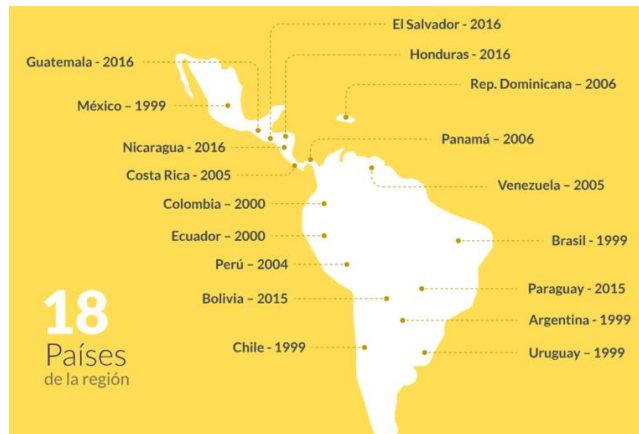 El Salvador - 2016
Honduras - 2016
Guatemala - 2016
Rep. Dominicana – 2006
México – 1999
Panamá – 2006
Nicaragua - 2016
Costa Rica - 2005
Venezuela – 2005
Colombia – 2000
Ecuador – 2000
Brasil – 1999
Perú – 2004
Paraguay - 2015
Bolivia – 2015
Argentina – 1999
Chile - 1999
Uruguay – 1999
18
Países
de la región